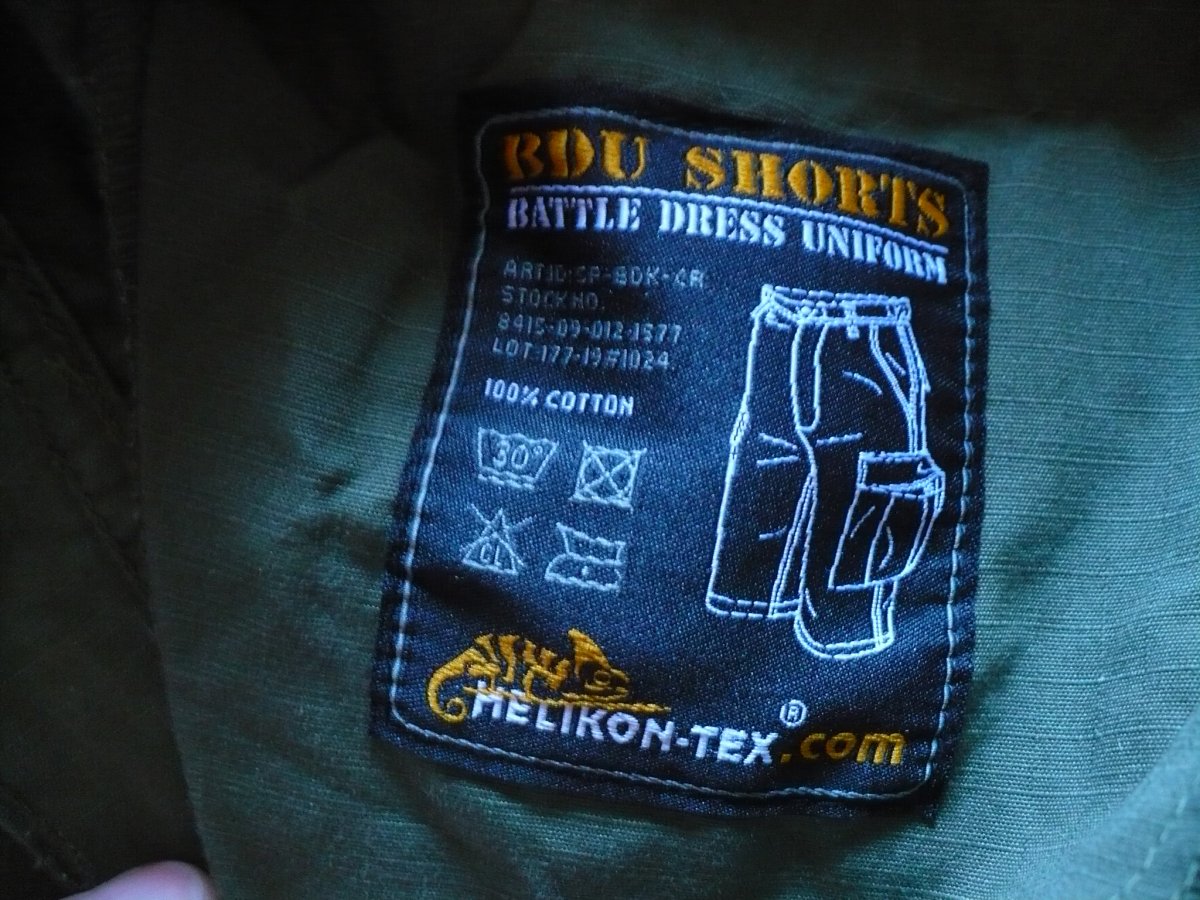 BDU SHORTS
BATTLE DRESS UNIFORM
ART ID: SP-BDK-CR
STOCK NO.
8415-09-012-1577
LOT 177-19#1024
100% COTTON
30°
CL
HELIKON-TEX®.com